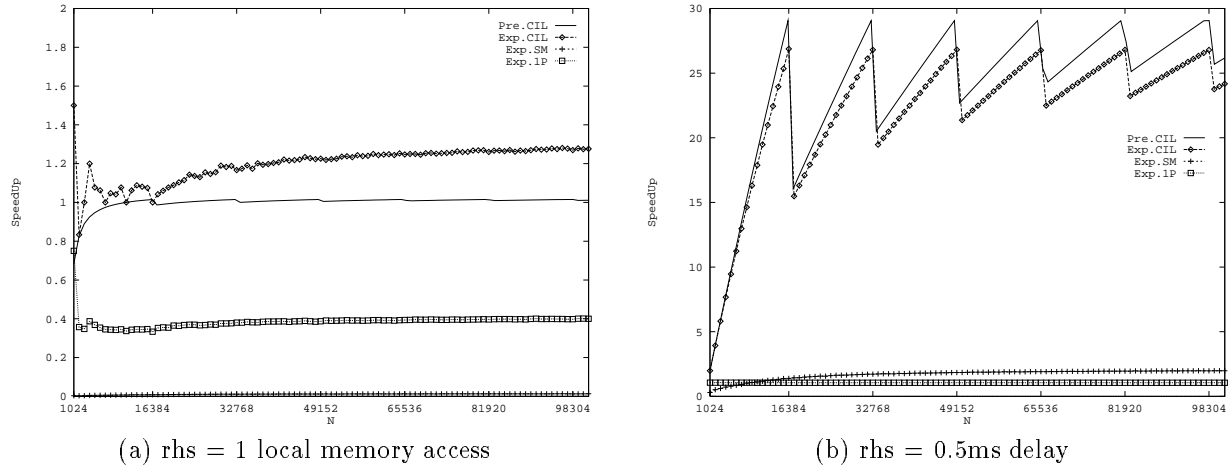 2
1.8
1.6
1.4
1.2
1
0.8
0.6
0.4
0.2
0
SpeedUp
Pre.CIL
Exp.CIL
Exp.SM
Exp.1P
1024 16384 32768 49152 65536 81920 98304
N
(a) rhs = 1 local memory access
30
25
20
15
10
5
0
SpeedUp
Pre.CIL
Exp.CIL
Exp.SM
Exp.1P
1024 16384 32768 49152 65536 81920 98304
N
(b) rhs = 0.5ms delay